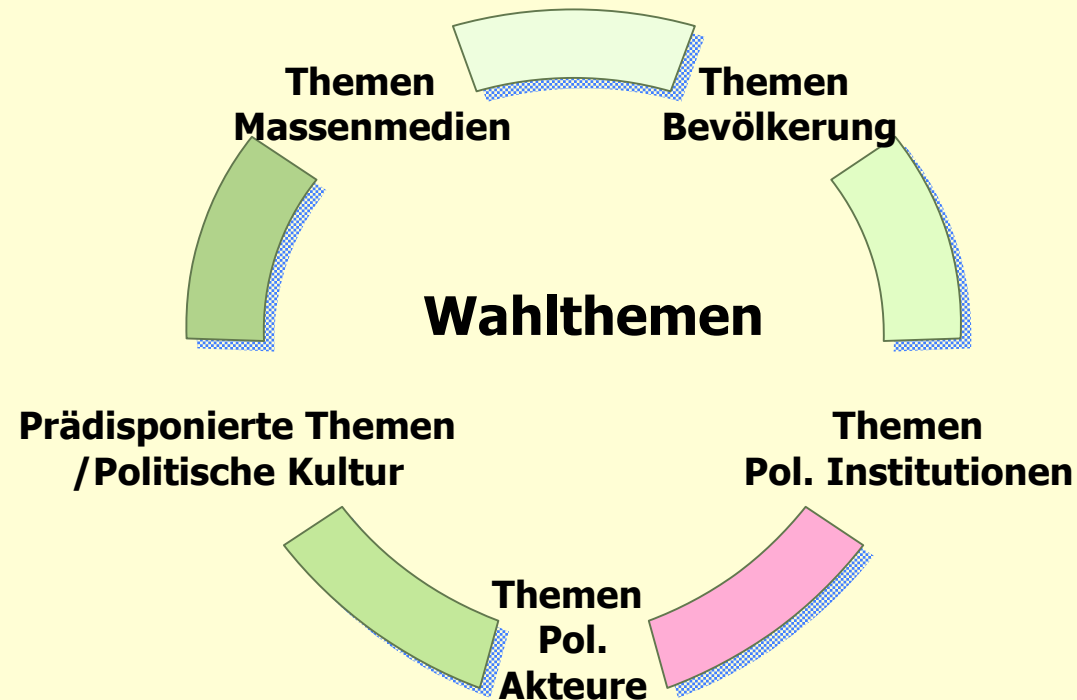 Themen
Massenmedien
Themen
Bevölkerung
Wahlthemen
Prädisponierte Themen
/Politische Kultur
Themen
Pol. Institutionen
Themen
Pol.
Akteure